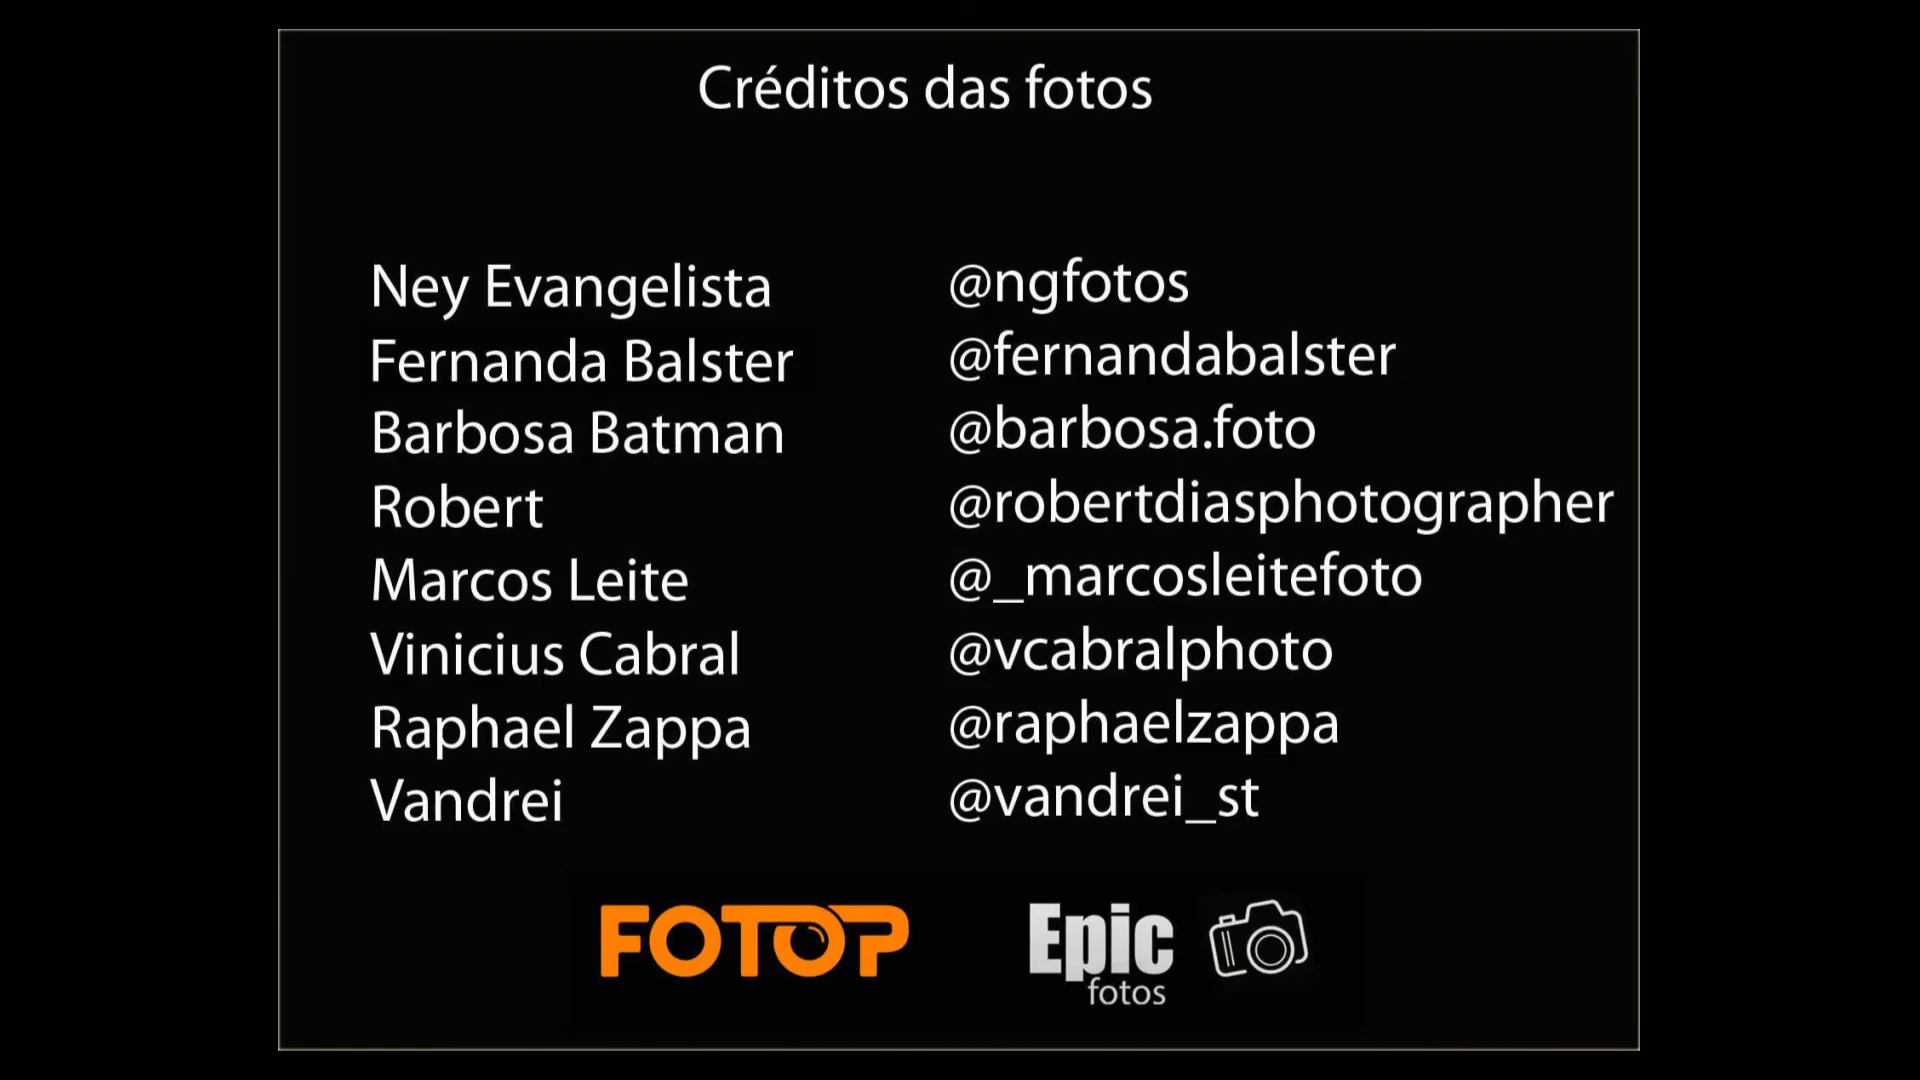 Créditos das fotos
Ney Evangelista @ngfotos
Fernanda Balster @fernandabalster
Barbosa Batman @barbosa.foto
Robert @robertdiasphotographer
Marcos Leite @_marcosleitefoto
Vinicius Cabral @vcabralphoto
Raphael Zappa @raphaelzappa
Vandrei @vandrei_st
FOTOP
Epic
fotos